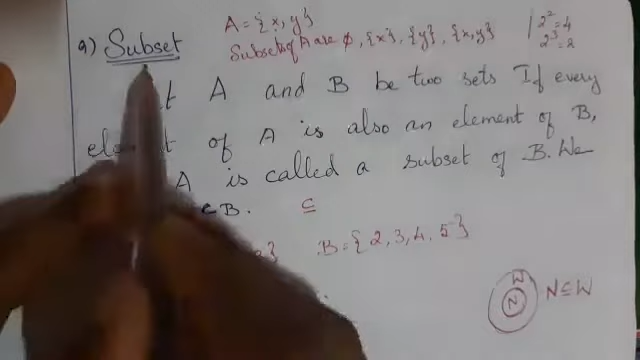 9) Subset
A = {x, y}
Subsets of A are φ, {x}, {y}, {x, y}
2² = 4
2³ = 8
A and B be two sets If every
of A is also an element of B,
A is called a subset of B. We
B. ⊆
} B = {2, 3, 4, 5}
W
N N ⊆ W